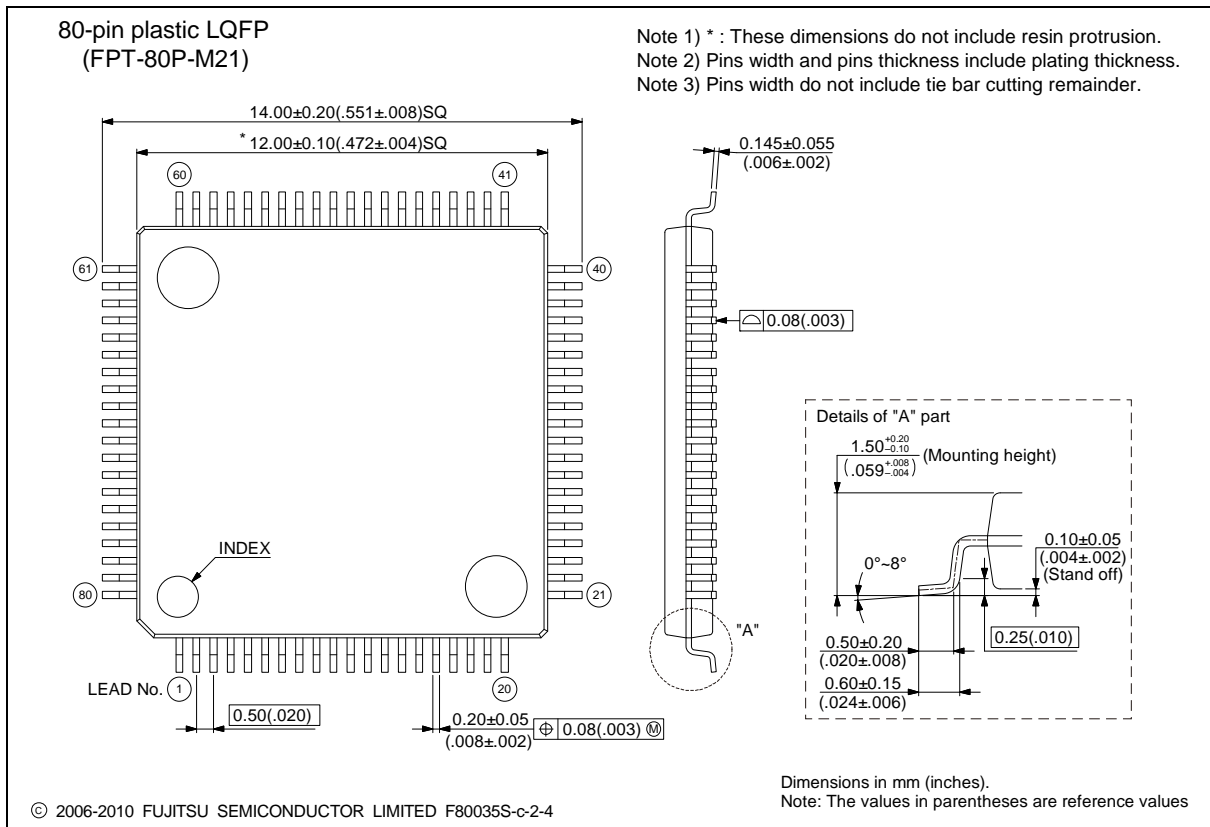 80-pin plastic LQFP
(FPT-80P-M21)
Note 1) * : These dimensions do not include resin protrusion.
Note 2) Pins width and pins thickness include plating thickness.
Note 3) Pins width do not include tie bar cutting remainder.
14.00±0.20(.551±.008)SQ
* 12.00±0.10(.472±.004)SQ
0.145±0.055
(.006±.002)
60
41
61
40
0.08(.003)
Details of "A" part
1.50 +0.20 –0.10 (Mounting height)
(.059 +.008 –.004)
INDEX
0.10±0.05
(.004±.002)
(Stand off)
0°~8°
80
21
"A"
0.25(.010)
0.50±0.20
(.020±.008)
0.60±0.15
(.024±.006)
LEAD No. 1
20
0.50(.020)
0.20±0.05
(.008±.002)
⌖ 0.08(.003) Ⓜ
Dimensions in mm (inches).
Note: The values in parentheses are reference values
© 2006-2010 FUJITSU SEMICONDUCTOR LIMITED F80035S-c-2-4